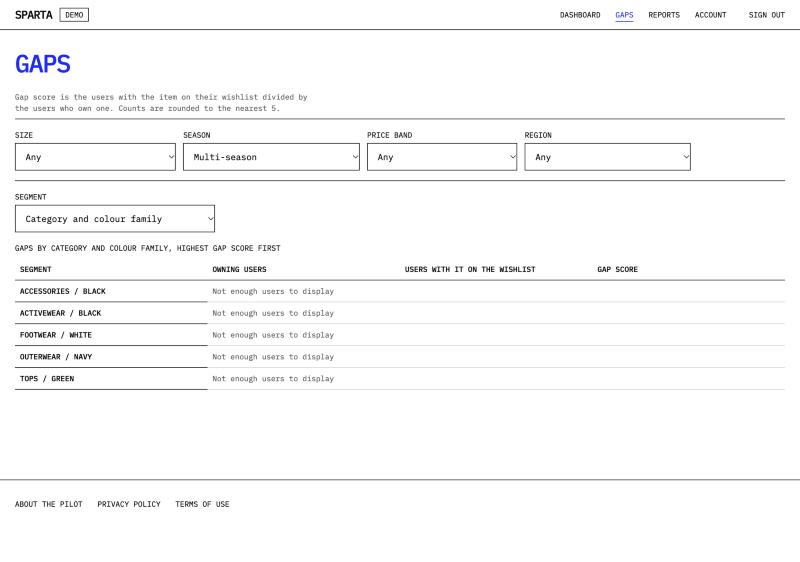 SPARTA DEMO DASHBOARD GAPS REPORTS ACCOUNT SIGN OUT
GAPS
Gap score is the users with the item on their wishlist divided by
the users who own one. Counts are rounded to the nearest 5.
SIZE SEASON PRICE BAND REGION
Any Multi-season Any Any
SEGMENT
Category and colour family
GAPS BY CATEGORY AND COLOUR FAMILY, HIGHEST GAP SCORE FIRST
SEGMENT OWNING USERS USERS WITH IT ON THE WISHLIST GAP SCORE
ACCESSORIES / BLACK Not enough users to display
ACTIVEWEAR / BLACK Not enough users to display
FOOTWEAR / WHITE Not enough users to display
OUTERWEAR / NAVY Not enough users to display
TOPS / GREEN Not enough users to display
ABOUT THE PILOT PRIVACY POLICY TERMS OF USE